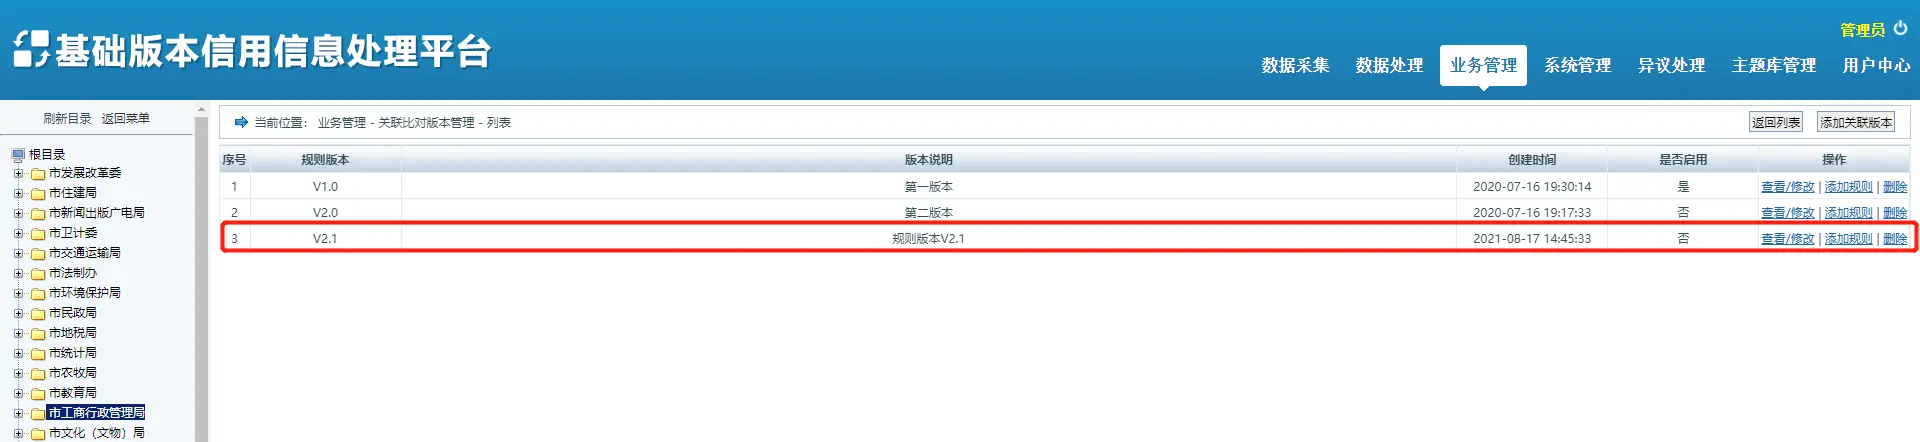 管理员
基础版本信用信息处理平台
数据采集 数据处理 业务管理 系统管理 异议处理 主题库管理 用户中心
刷新目录 返回菜单
当前位置： 业务管理 - 关联比对版本管理 - 列表
返回列表 添加关联版本
根目录
市发展改革委
市住建局
市新闻出版广电局
市卫计委
市交通运输局
市法制办
市环境保护局
市民政局
市地税局
市统计局
市农牧局
市教育局
市工商行政管理局
市文化（文物）局
序号 规则版本 版本说明 创建时间 是否启用 操作
1 V1.0 第一版本 2020-07-16 19:30:14 是 查看/修改 | 添加规则 | 删除
2 V2.0 第二版本 2020-07-16 19:17:33 否 查看/修改 | 添加规则 | 删除
3 V2.1 规则版本V2.1 2021-08-17 14:45:33 否 查看/修改 | 添加规则 | 删除